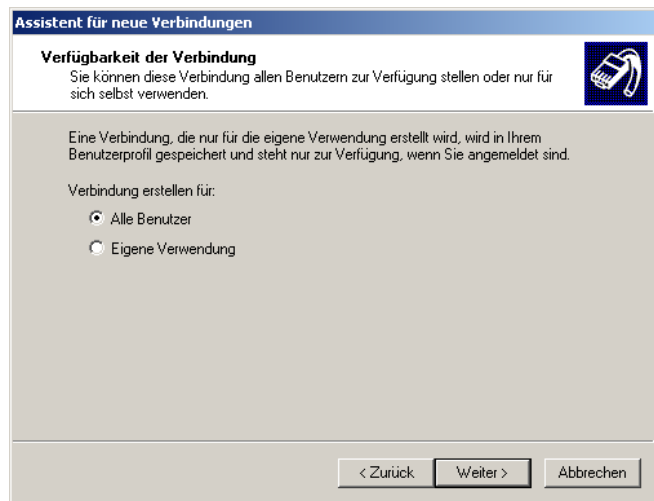 Assistent für neue Verbindungen
Verfügbarkeit der Verbindung
Sie können diese Verbindung allen Benutzern zur Verfügung stellen oder nur für
sich selbst verwenden.
Eine Verbindung, die nur für die eigene Verwendung erstellt wird, wird in Ihrem
Benutzerprofil gespeichert und steht nur zur Verfügung, wenn Sie angemeldet sind.
Verbindung erstellen für:
Alle Benutzer
Eigene Verwendung
< Zurück Weiter > Abbrechen